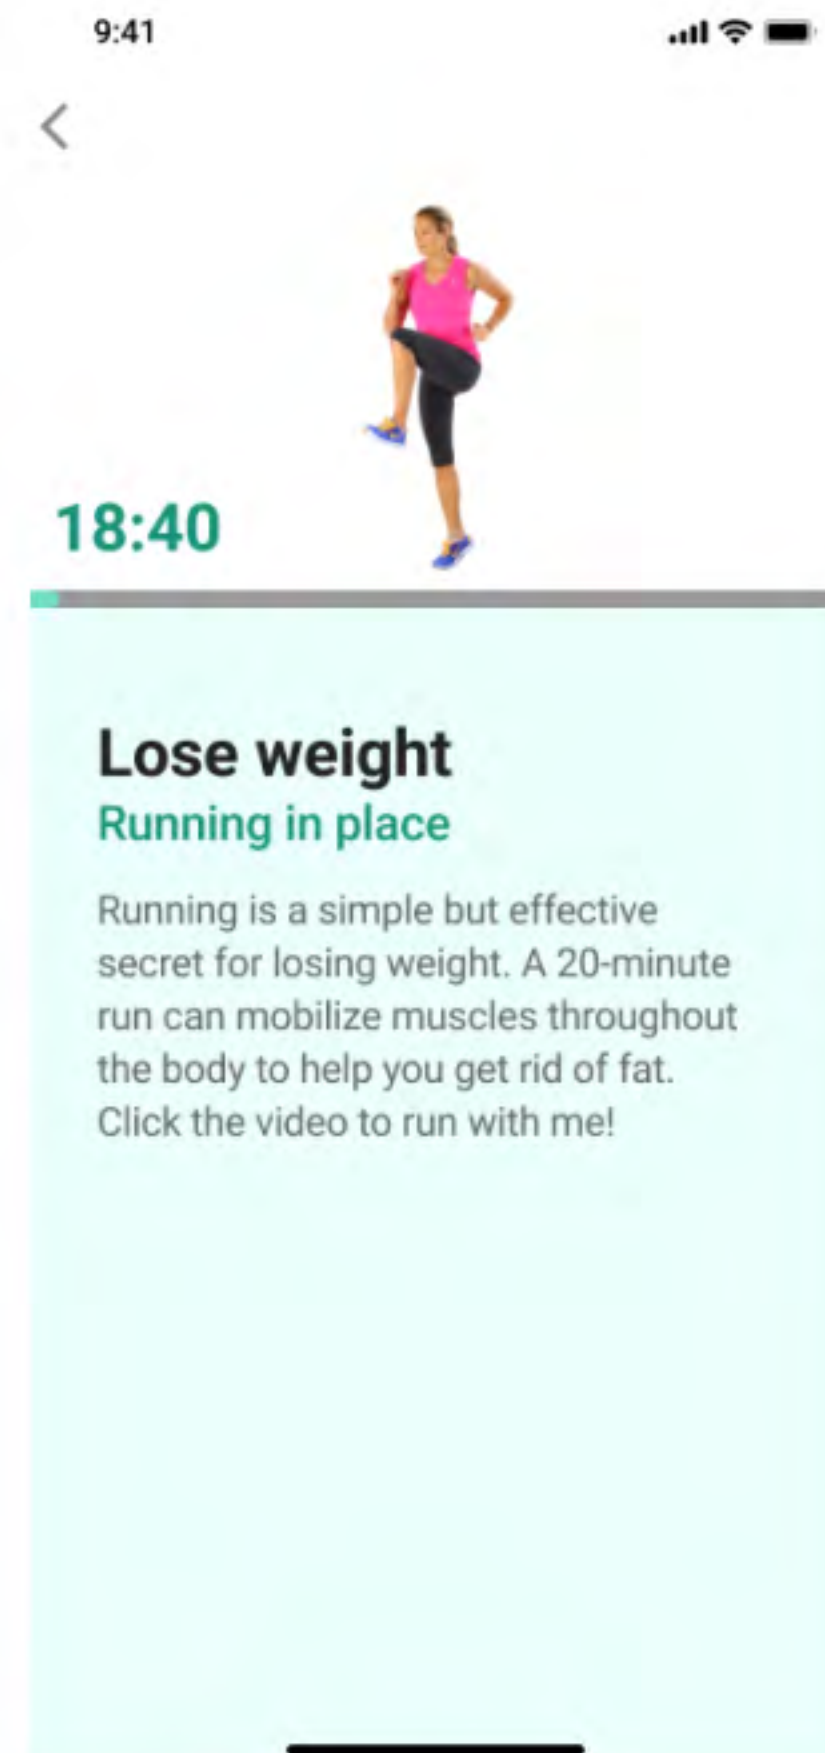 9:41
18:40
Lose weight
Running in place
Running is a simple but effective
secret for losing weight. A 20-minute
run can mobilize muscles throughout
the body to help you get rid of fat.
Click the video to run with me!